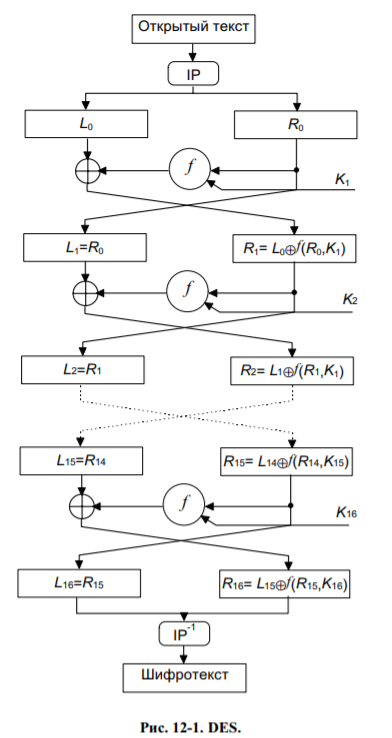 Открытый текст
IP
L₀ R₀
f
K₁
L₁=R₀ R₁= L₀⊕f(R₀,K₁)
f
K₂
L₂=R₁ R₂= L₁⊕f(R₁,K₁)
L₁₅=R₁₄ R₁₅= L₁₄⊕f(R₁₄,K₁₅)
f
K₁₆
L₁₆=R₁₅ R₁₆= L₁₅⊕f(R₁₅,K₁₆)
IP⁻¹
Шифротекст
Рис. 12-1. DES.